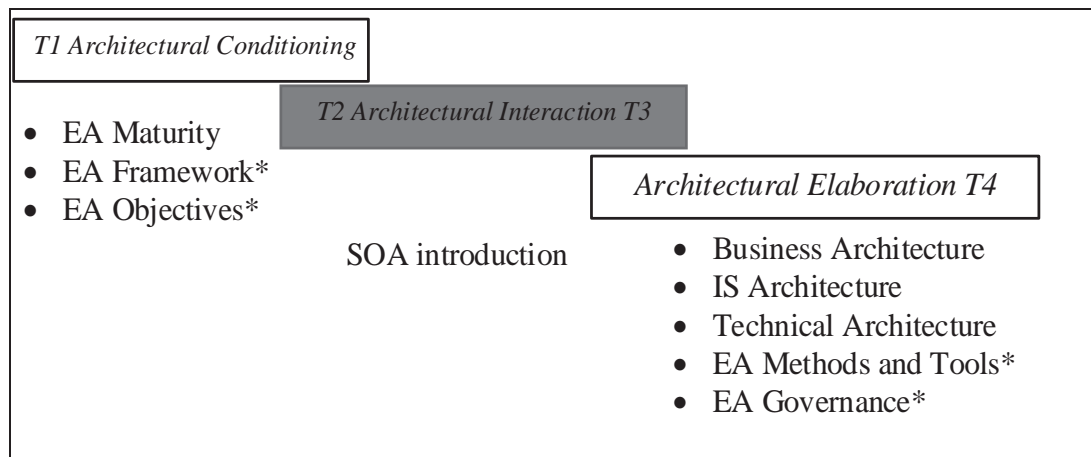 T1 Architectural Conditioning
T2 Architectural Interaction T3
• EA Maturity
• EA Framework*
• EA Objectives*
Architectural Elaboration T4
SOA introduction
• Business Architecture
• IS Architecture
• Technical Architecture
• EA Methods and Tools*
• EA Governance*